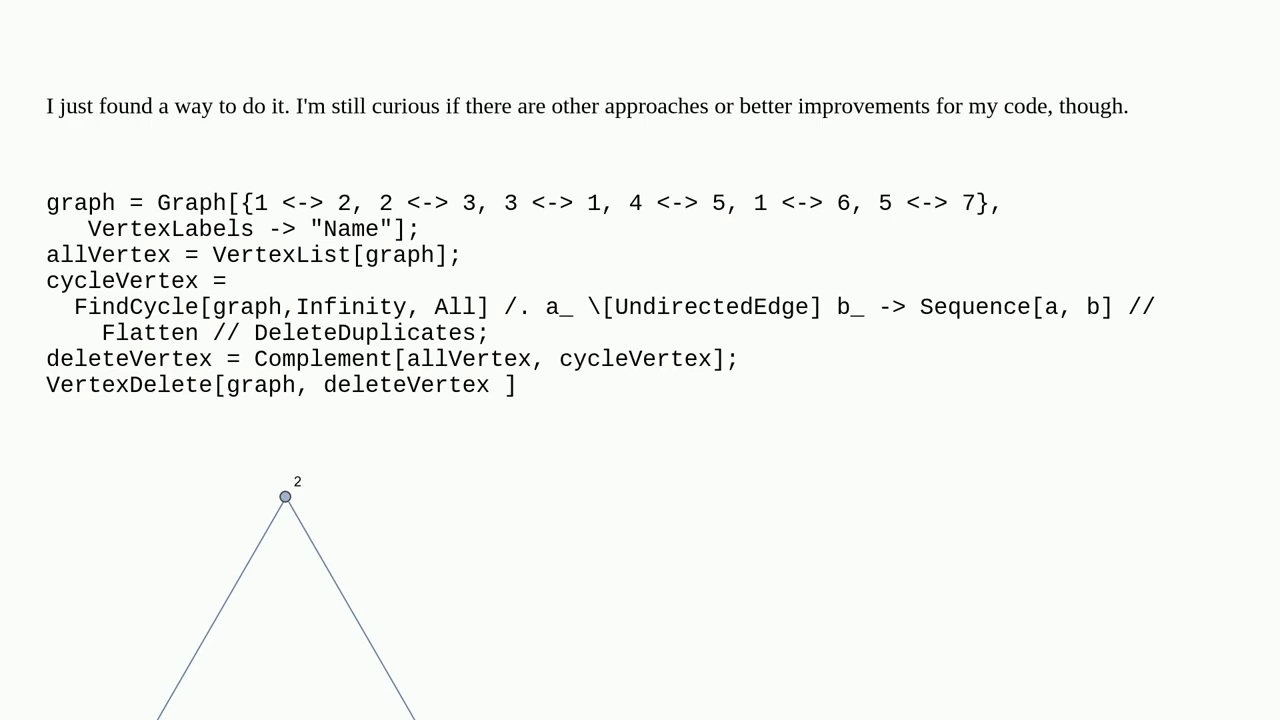 I just found a way to do it. I'm still curious if there are other approaches or better improvements for my code, though.
graph = Graph[{1 <-> 2, 2 <-> 3, 3 <-> 1, 4 <-> 5, 1 <-> 6, 5 <-> 7},
   VertexLabels -> "Name"];
allVertex = VertexList[graph];
cycleVertex =
  FindCycle[graph,Infinity, All] /. a_ \[UndirectedEdge] b_ -> Sequence[a, b] //
    Flatten // DeleteDuplicates;
deleteVertex = Complement[allVertex, cycleVertex];
VertexDelete[graph, deleteVertex ]
2